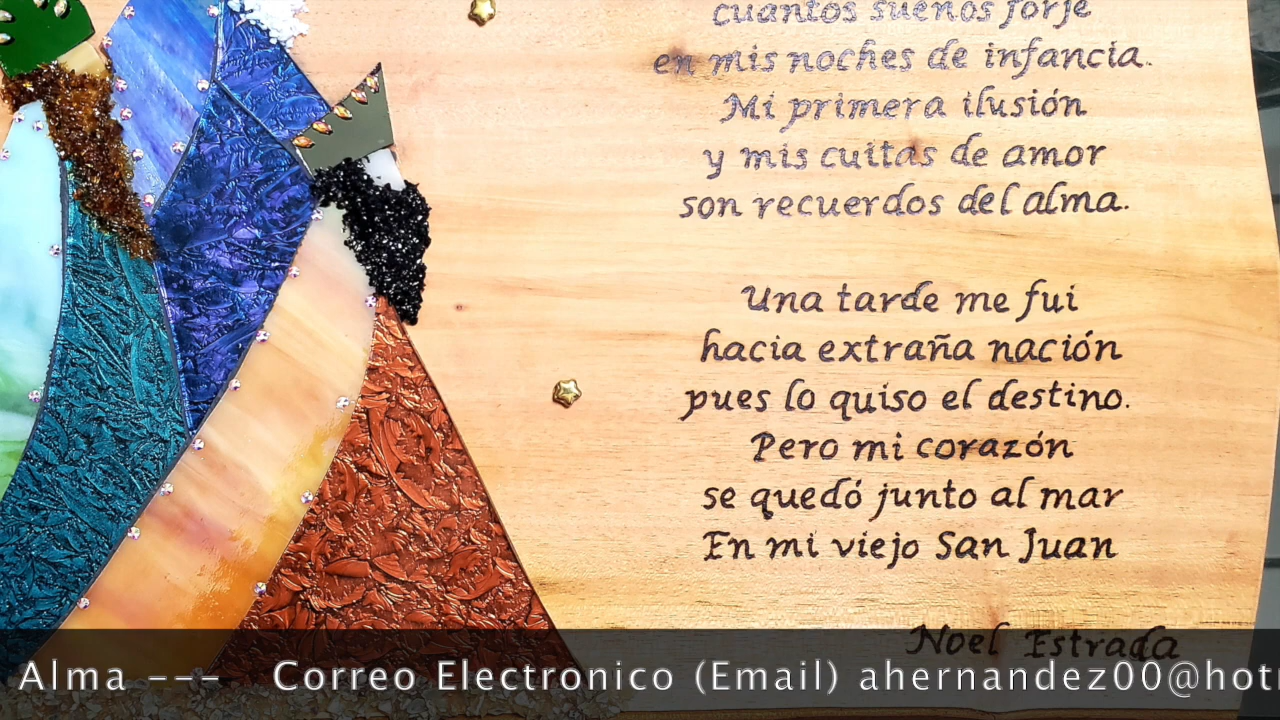 cuantos sueños forjé
en mis noches de infancia.
Mi primera ilusión
y mis cuitas de amor
son recuerdos del alma.
Una tarde me fui
hacia extraña nación
pues lo quiso el destino.
Pero mi corazón
se quedó junto al mar
En mi viejo San Juan
Noel Estrada
Alma --- Correo Electronico (Email) ahernandez00@hot